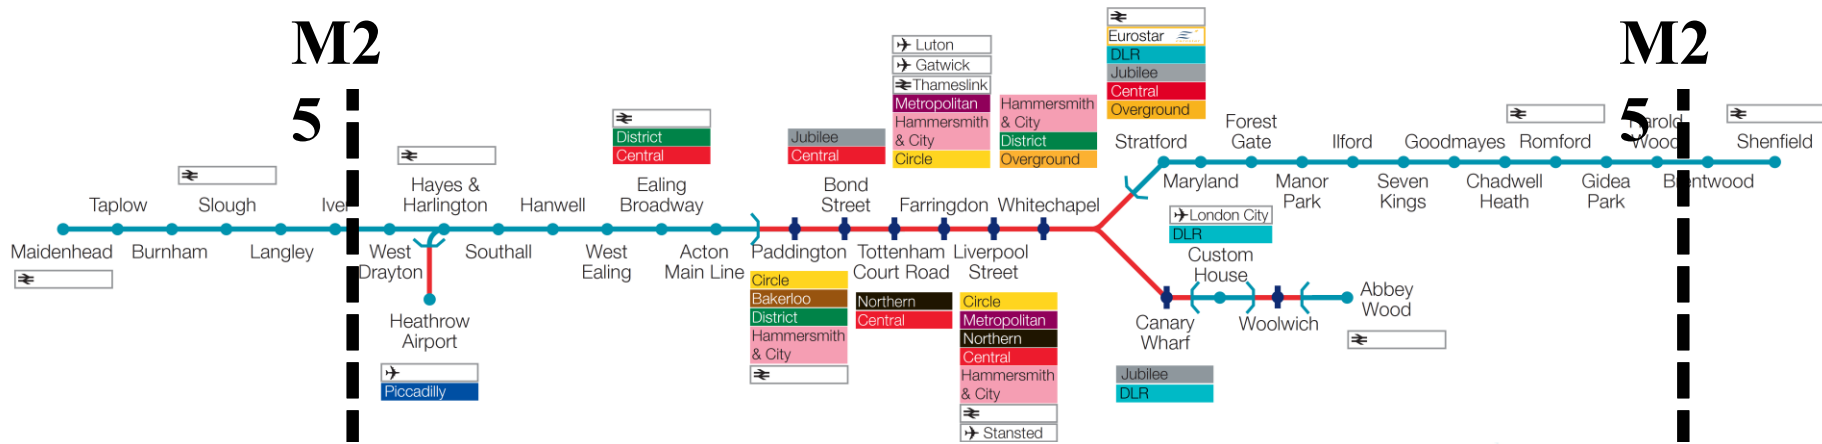 M2
5
M2
5
Maidenhead
Taplow
Burnham
Slough
Langley
Iver
West
Drayton
Hayes &
Harlington
Heathrow
Airport
Piccadilly
Southall
Hanwell
West
Ealing
District
Central
Ealing
Broadway
Acton
Main Line
Paddington
Circle
Bakerloo
District
Hammersmith
& City
Jubilee
Central
Bond
Street
Tottenham
Court Road
Northern
Central
Luton
Gatwick
Thameslink
Metropolitan
Hammersmith
& City
Circle
Farringdon
Liverpool
Street
Circle
Metropolitan
Northern
Central
Hammersmith
& City
Stansted
Hammersmith
& City
District
Overground
Whitechapel
Eurostar
DLR
Jubilee
Central
Overground
Stratford
Maryland
Forest
Gate
Manor
Park
Ilford
Seven
Kings
Goodmayes
Chadwell
Heath
Romford
Gidea
Park
Harold
Wood
Brentwood
Shenfield
Canary
Wharf
Jubilee
DLR
London City
DLR
Custom
House
Woolwich
Abbey
Wood